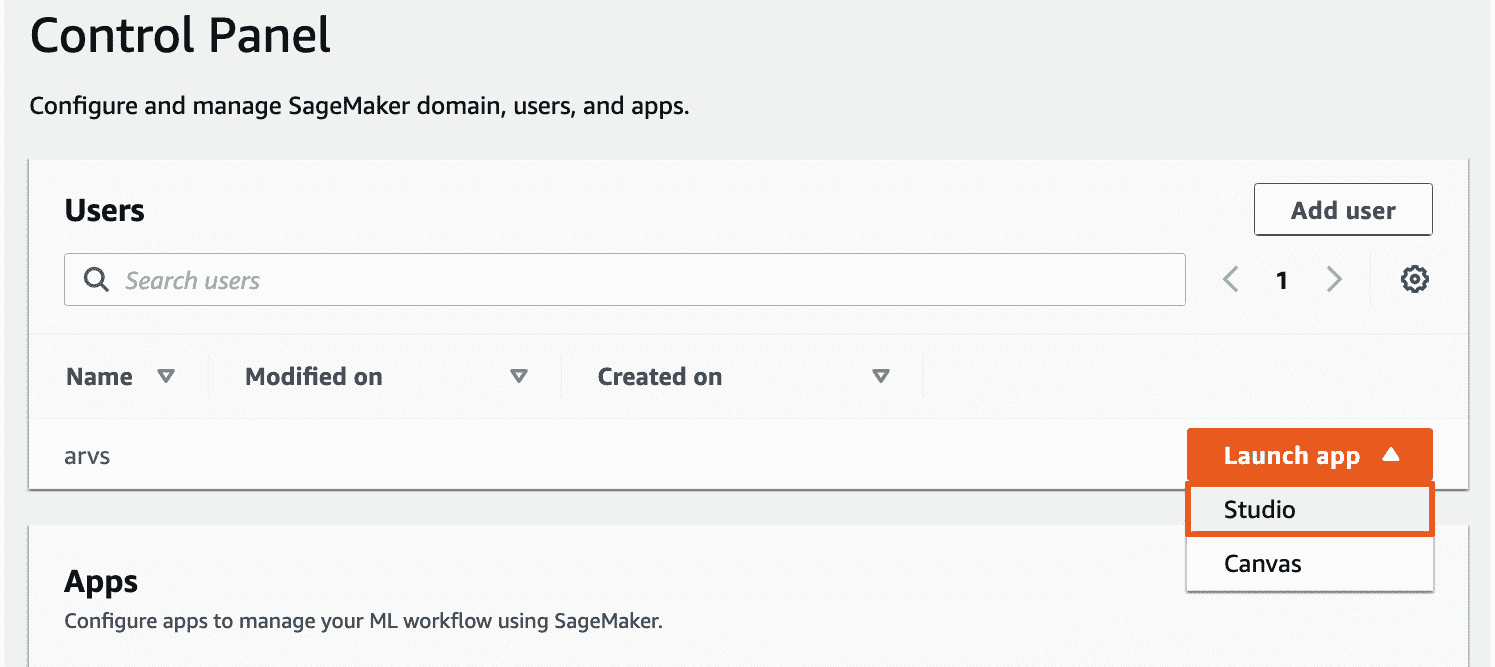 Control Panel
Configure and manage SageMaker domain, users, and apps.
Users
Add user
Search users
1
Name
Modified on
Created on
arvs
Launch app
Studio
Canvas
Apps
Configure apps to manage your ML workflow using SageMaker.